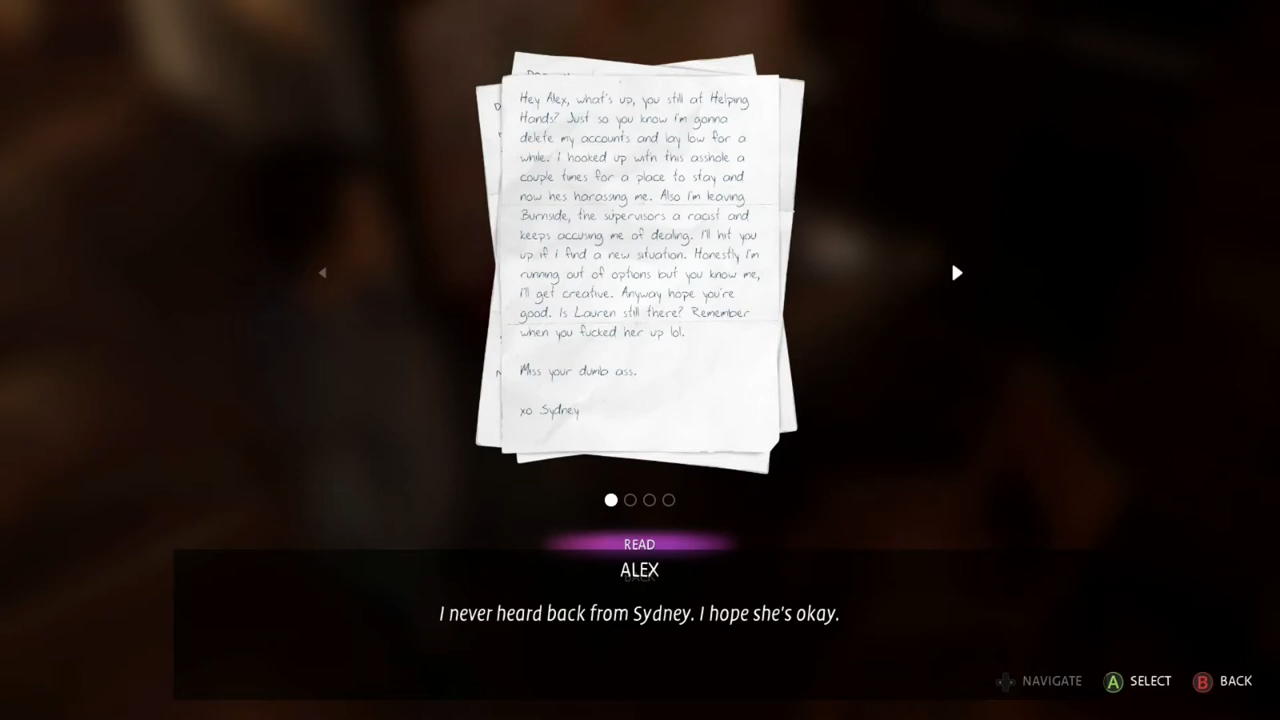 Hey Alex, what's up, you still at Helping
Hands? Just so you know i'm gonna
delete my accounts and lay low for a
while. I hooked up with this asshole a
couple times for a place to stay and
now hes harassing me. Also I'm leaving
Burnside, the supervisors a racist and
keeps accusing me of dealing. I'll hit you
up if i find a new situation. Honestly I'm
running out of options but you know me,
i'll get creative. Anyway hope you're
good. Is Lauren still there? Remember
when you fucked her up lol.
Miss your dumb ass.
xo Sydney
READ
ALEX
BACK
I never heard back from Sydney. I hope she's okay.
NAVIGATE
A SELECT
B BACK